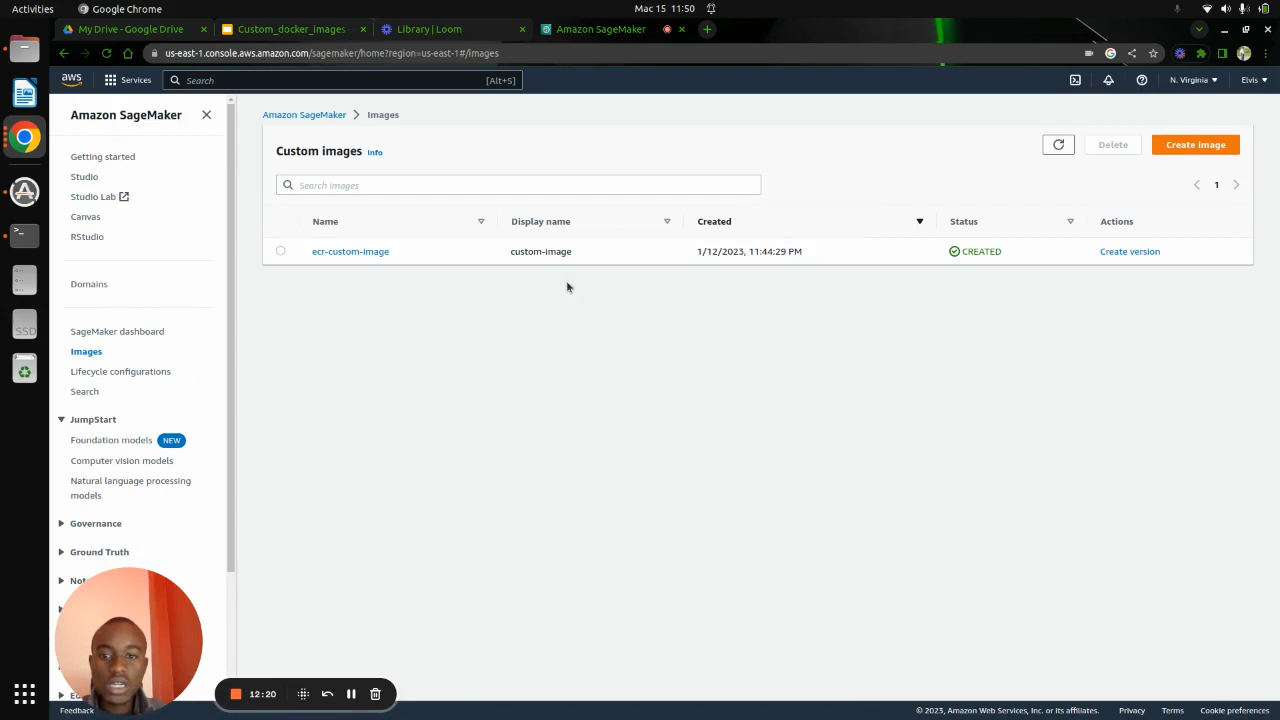 Activities
Google Chrome
Mac 15 11:50
My Drive - Google Drive
Custom_docker_images -
Library | Loom
Amazon SageMaker
us-east-1.console.aws.amazon.com/sagemaker/home?region=us-east-1#/images
aws
Services
Search
[Alt+S]
N. Virginia
Elvis
Amazon SageMaker
Getting started
Studio
Studio Lab
Canvas
RStudio
Domains
SageMaker dashboard
Images
Lifecycle configurations
Search
JumpStart
Foundation models NEW
Computer vision models
Natural language processing
models
Governance
Ground Truth
Amazon SageMaker > Images
Custom images Info
Delete
Create image
Search images
1
Name
Display name
Created
Status
Actions
ecr-custom-image
custom-image
1/12/2023, 11:44:29 PM
CREATED
Create version
SSD
12:20
Feedback
© 2023, Amazon Web Services, Inc. or its affiliates.
Privacy
Terms
Cookie preferences